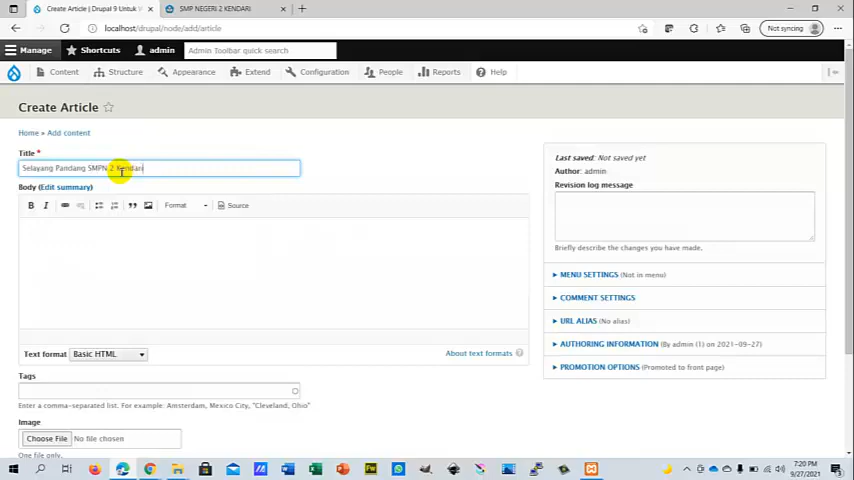 Create Article | Drupal 9 Untuk W
SMP NEGERI 2 KENDARI
localhost/drupal/node/add/article
Not syncing
Manage
Shortcuts
admin
Admin Toolbar quick search
Content
Structure
Appearance
Extend
Configuration
People
Reports
Help
Create Article
Home » Add content
Title *
Selayang Pandang SMPN 2 Kendari
Body (Edit summary)
Format
Source
Text format
Basic HTML
About text formats
Tags
Enter a comma-separated list. For example: Amsterdam, Mexico City, "Cleveland, Ohio"
Image
Choose File
No file chosen
One file only.
Last saved: Not saved yet
Author: admin
Revision log message
Briefly describe the changes you have made.
MENU SETTINGS (Not in menu)
COMMENT SETTINGS
URL ALIAS (No alias)
AUTHORING INFORMATION (By admin (1) on 2021-09-27)
PROMOTION OPTIONS (Promoted to front page)
7:20 PM
9/27/2021